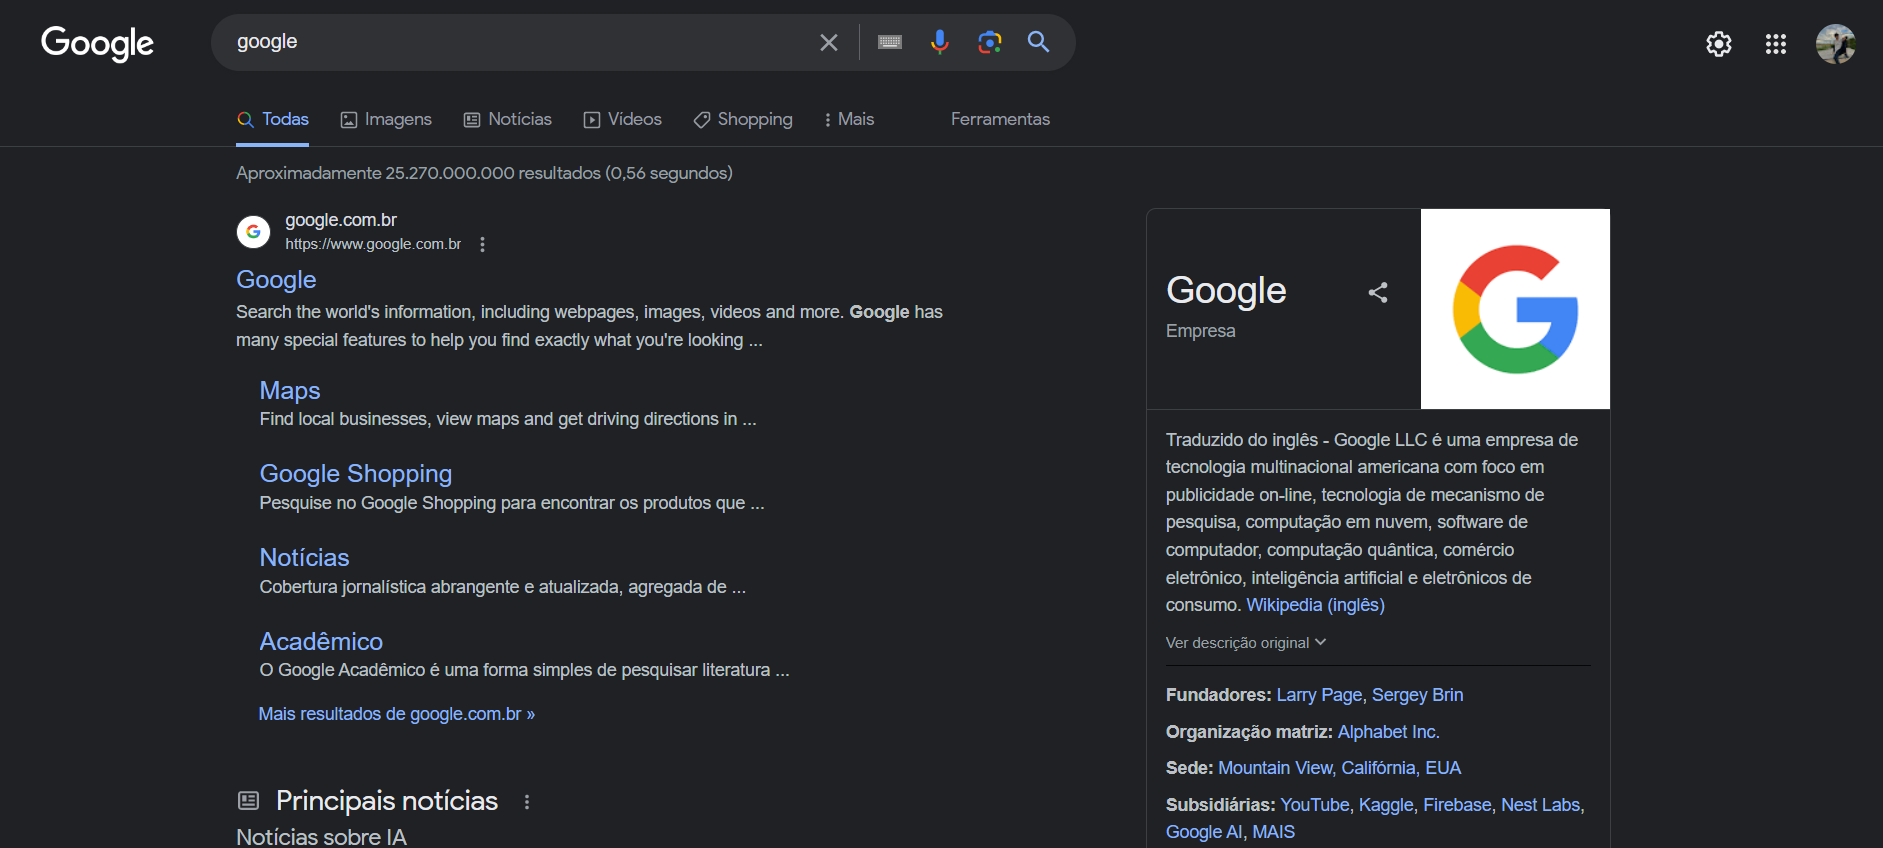 Google
google
Todas
Imagens
Notícias
Vídeos
Shopping
Mais
Ferramentas
Aproximadamente 25.270.000.000 resultados (0,56 segundos)
google.com.br
https://www.google.com.br
Google
Search the world's information, including webpages, images, videos and more. Google has
many special features to help you find exactly what you're looking ...
Maps
Find local businesses, view maps and get driving directions in ...
Google Shopping
Pesquise no Google Shopping para encontrar os produtos que ...
Notícias
Cobertura jornalística abrangente e atualizada, agregada de ...
Acadêmico
O Google Acadêmico é uma forma simples de pesquisar literatura ...
Mais resultados de google.com.br »
Principais notícias
Notícias sobre IA
Google
Empresa
Traduzido do inglês - Google LLC é uma empresa de
tecnologia multinacional americana com foco em
publicidade on-line, tecnologia de mecanismo de
pesquisa, computação em nuvem, software de
computador, computação quântica, comércio
eletrônico, inteligência artificial e eletrônicos de
consumo. Wikipedia (inglês)
Ver descrição original
Fundadores: Larry Page, Sergey Brin
Organização matriz: Alphabet Inc.
Sede: Mountain View, Califórnia, EUA
Subsidiárias: YouTube, Kaggle, Firebase, Nest Labs,
Google AI, MAIS